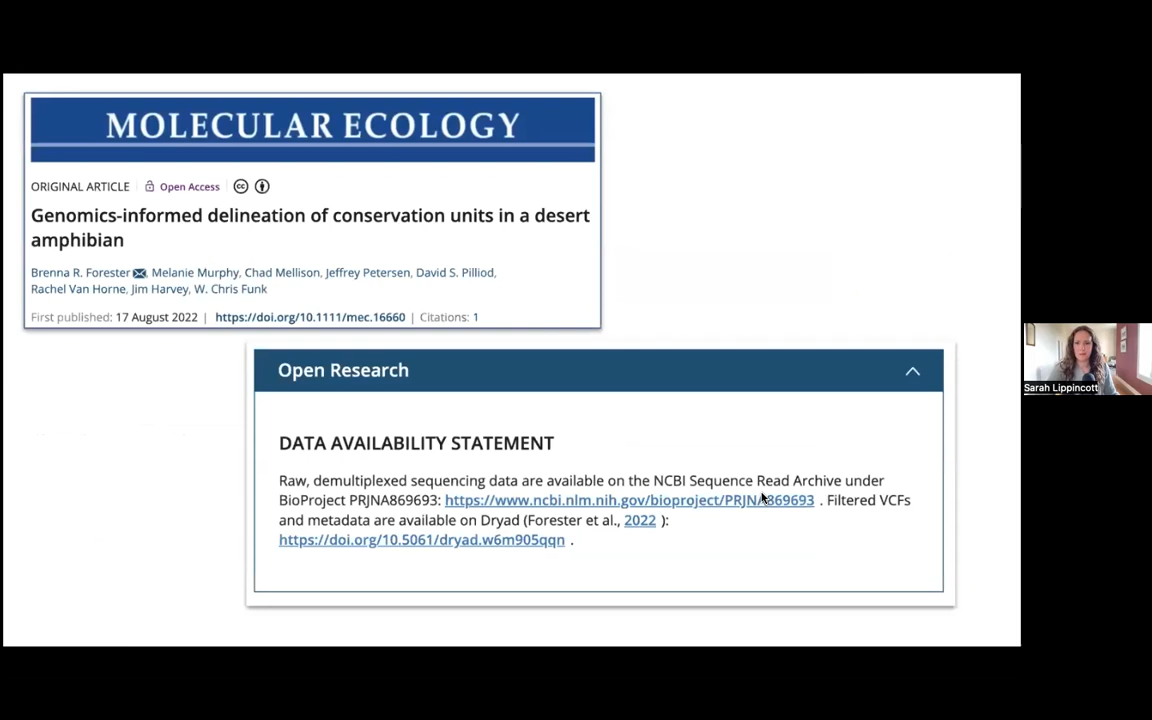 MOLECULAR ECOLOGY
ORIGINAL ARTICLE Open Access
Genomics-informed delineation of conservation units in a desert
amphibian
Brenna R. Forester, Melanie Murphy, Chad Mellison, Jeffrey Petersen, David S. Pilliod,
Rachel Van Horne, Jim Harvey, W. Chris Funk
First published: 17 August 2022 | https://doi.org/10.1111/mec.16660 | Citations: 1
Open Research
DATA AVAILABILITY STATEMENT
Raw, demultiplexed sequencing data are available on the NCBI Sequence Read Archive under
BioProject PRJNA869693: https://www.ncbi.nlm.nih.gov/bioproject/PRJNA869693 . Filtered VCFs
and metadata are available on Dryad (Forester et al., 2022 ):
https://doi.org/10.5061/dryad.w6m905qqn .
Sarah Lippincott